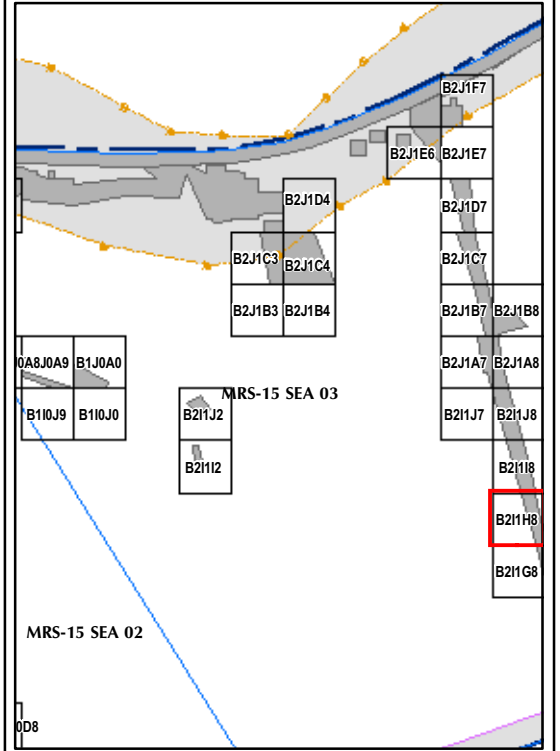 B2J1F7
B2J1E6 B2J1E7
B2J1D4 B2J1D7
B2J1C3 B2J1C4 B2J1C7
B2J1B3 B2J1B4 B2J1B7 B2J1B8
J0A8J0A9 B1J0A0 B2J1A7 B2J1A8
MRS-15 SEA 03
B1I0J9 B1I0J0 B2I1J2 B2I1J7 B2I1J8
B2I1I2 B2I1I8
B2I1H8
B2I1G8
MRS-15 SEA 02
0D8